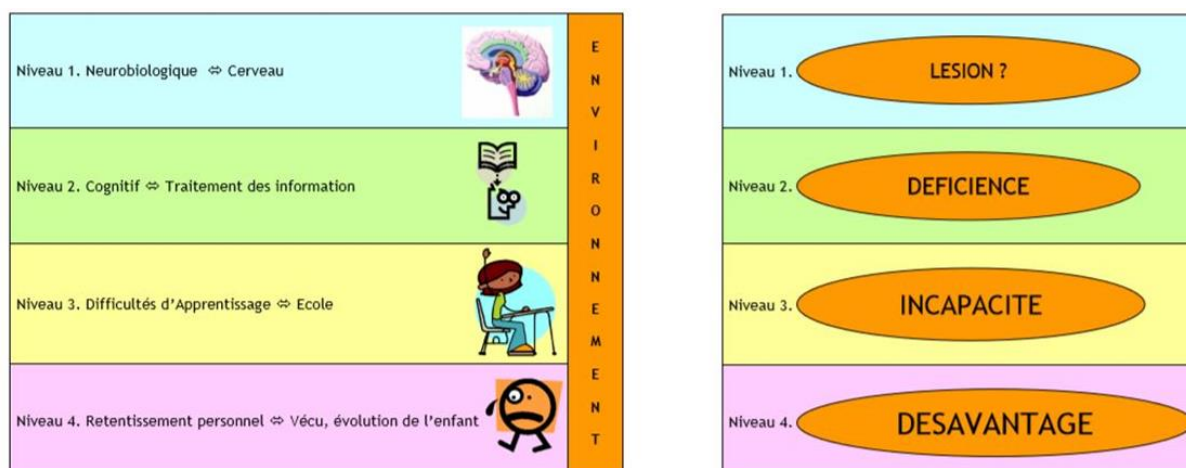 Niveau 1. Neurobiologique ⇔ Cerveau
Niveau 2. Cognitif ⇔ Traitement des information
Niveau 3. Difficultés d'Apprentissage ⇔ Ecole
Niveau 4. Retentissement personnel ⇔ Vécu, évolution de l'enfant
ENVIRONNEMENT
Niveau 1. LESION ?
Niveau 2. DEFICIENCE
Niveau 3. INCAPACITE
Niveau 4. DESAVANTAGE